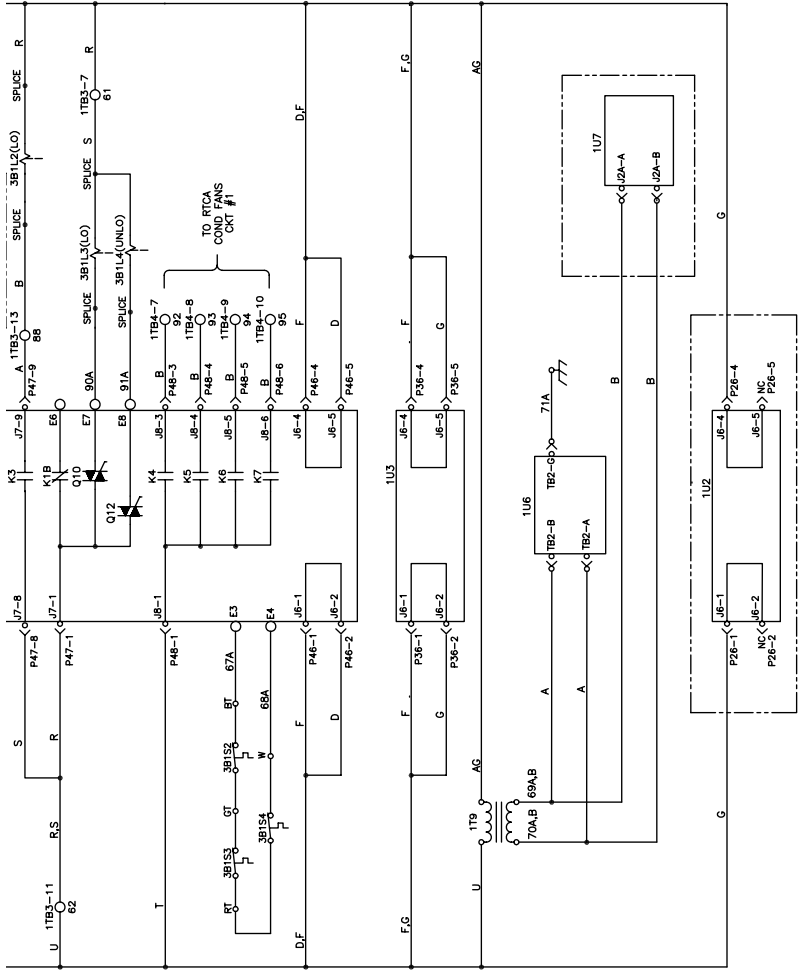 R
SPLICE
3B1L2(LO)
SPLICE
B
1TB3-13
88
A
P47-9
J7-9
K3
J7-8
P47-8
S
R
1TB3-7
61
S
SPLICE
3B1L3(LO)
SPLICE
90A
E7
Q10
E6
K1B
J7-1
P47-1
R
R,S
1TB3-11
62
U
3B1L4(UNLO)
SPLICE
91A
E8
Q12
TO RTCA
COND FANS
CKT #1
1TB4-7
92
B
P48-3
J8-3
K4
J8-1
P48-1
T
1TB4-8
93
B
P48-4
J8-4
K5
1TB4-9
94
B
P48-5
J8-5
K6
1TB4-10
95
B
P48-6
J8-6
K7
E3
67A
BT
3B1S2
GT
3B1S3
RT
E4
68A
W
3B1S4
D,F
F
P46-4
J6-4
J6-1
P46-1
F
D,F
D
P46-5
J6-5
J6-2
P46-2
D
F,G
F
P36-4
J6-4
1U3
J6-1
P36-1
F
F,G
G
P36-5
J6-5
J6-2
P36-2
G
AG
AG
1T9
U
71A
TB2-G
1U6
TB2-B
TB2-A
A
A
69A,B
70A,B
1U7
J2A-A
J2A-B
B
B
G
P26-4
J6-4
1U2
J6-1
P26-1
G
NC
P26-5
J6-5
J6-2
NC
P26-2